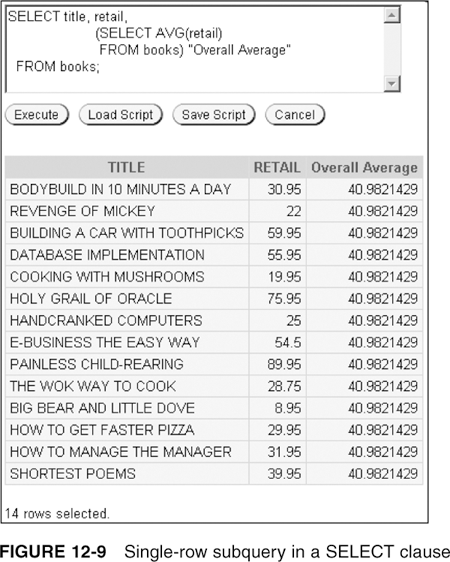 SELECT title, retail,
(SELECT AVG(retail)
FROM books) "Overall Average"
FROM books;
Execute Load Script Save Script Cancel
TITLE RETAIL Overall Average
BODYBUILD IN 10 MINUTES A DAY 30.95 40.9821429
REVENGE OF MICKEY 22 40.9821429
BUILDING A CAR WITH TOOTHPICKS 59.95 40.9821429
DATABASE IMPLEMENTATION 55.95 40.9821429
COOKING WITH MUSHROOMS 19.95 40.9821429
HOLY GRAIL OF ORACLE 75.95 40.9821429
HANDCRANKED COMPUTERS 25 40.9821429
E-BUSINESS THE EASY WAY 54.5 40.9821429
PAINLESS CHILD-REARING 89.95 40.9821429
THE WOK WAY TO COOK 28.75 40.9821429
BIG BEAR AND LITTLE DOVE 8.95 40.9821429
HOW TO GET FASTER PIZZA 29.95 40.9821429
HOW TO MANAGE THE MANAGER 31.95 40.9821429
SHORTEST POEMS 39.95 40.9821429
14 rows selected.
FIGURE 12-9 Single-row subquery in a SELECT clause